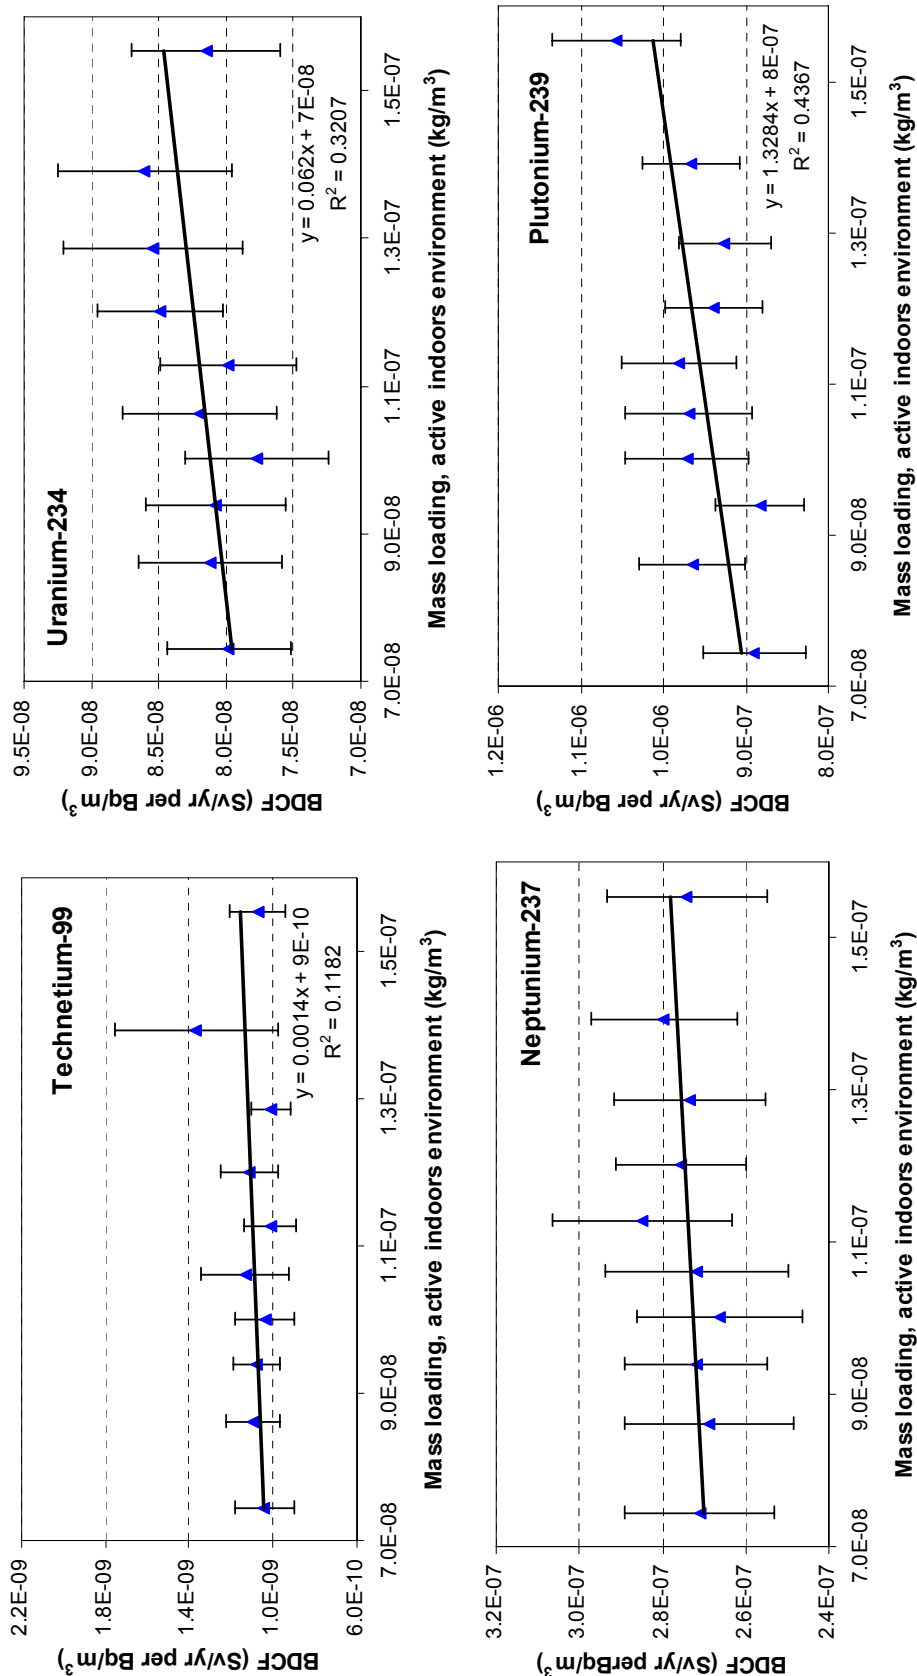 Technetium-99
BDCF (Sv/yr per Bq/m³)
2.2E-09
1.8E-09
1.4E-09
1.0E-09
6.0E-10
y = 0.0014x + 9E-10
R² = 0.1182
7.0E-08 9.0E-08 1.1E-07 1.3E-07 1.5E-07
Mass loading, active indoors environment (kg/m³)
Uranium-234
BDCF (Sv/yr per Bq/m³)
9.5E-08
9.0E-08
8.5E-08
8.0E-08
7.5E-08
7.0E-08
y = 0.062x + 7E-08
R² = 0.3207
7.0E-08 9.0E-08 1.1E-07 1.3E-07 1.5E-07
Mass loading, active indoors environment (kg/m³)
Neptunium-237
BDCF (Sv/yr perBq/m³)
3.2E-07
3.0E-07
2.8E-07
2.6E-07
2.4E-07
7.0E-08 9.0E-08 1.1E-07 1.3E-07 1.5E-07
Mass loading, active indoors environment (kg/m³)
Plutonium-239
BDCF (Sv/yr per Bq/m³)
1.2E-06
1.1E-06
1.0E-06
9.0E-07
8.0E-07
y = 1.3284x + 8E-07
R² = 0.4367
7.0E-08 9.0E-08 1.1E-07 1.3E-07 1.5E-07
Mass loading, active indoors environment (kg/m³)